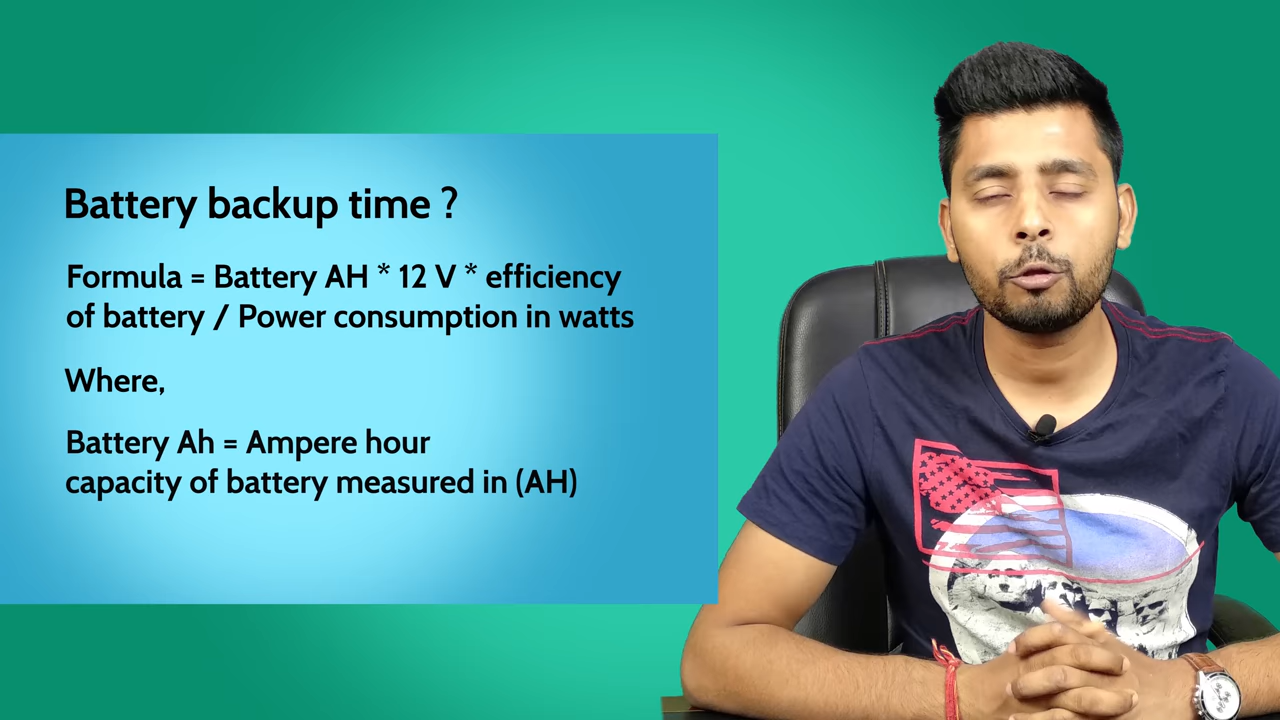 Battery backup time ?
Formula = Battery AH * 12 V * efficiency
of battery / Power consumption in watts
Where,
Battery Ah = Ampere hour
capacity of battery measured in (AH)